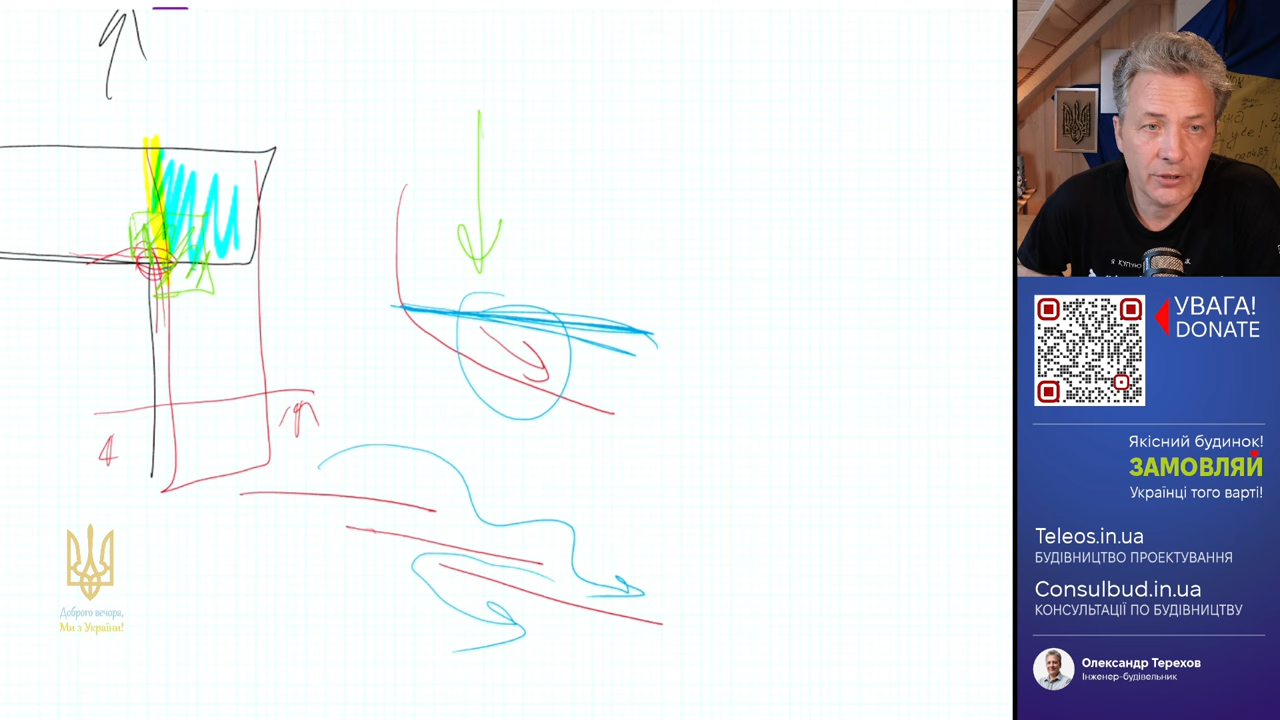 Доброго вечора,
Ми з України!
УВАГА!
DONATE
Якісний будинок!
ЗАМОВЛЯЙ
Українці того варті!
Teleos.in.ua
БУДІВНИЦТВО ПРОЕКТУВАННЯ
Consulbud.in.ua
КОНСУЛЬТАЦІЇ ПО БУДІВНИЦТВУ
Олександр Терехов
Інженер-будівельник